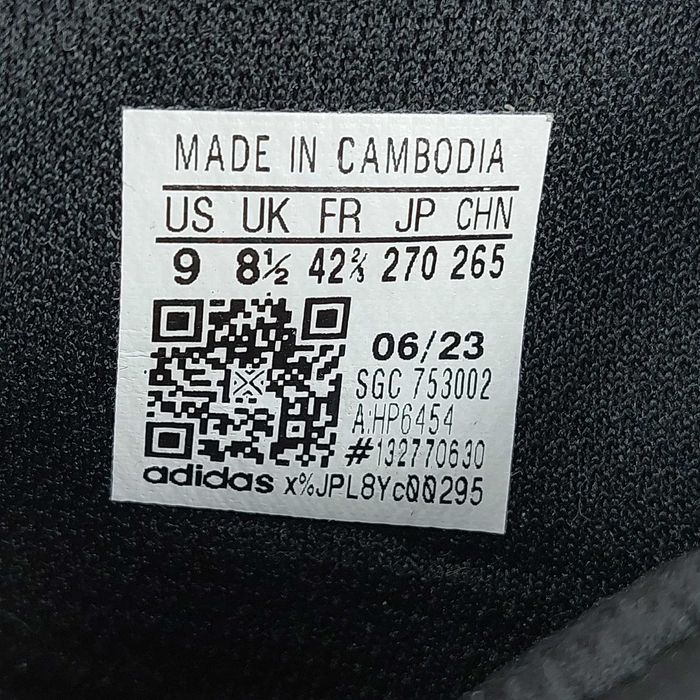 MADE IN CAMBODIA
US UK FR JP CHN
9 8½ 42⅔ 270 265
06/23
SGC 753002
A:HP6454
#132770630
adidas x%JPL8Yc00295